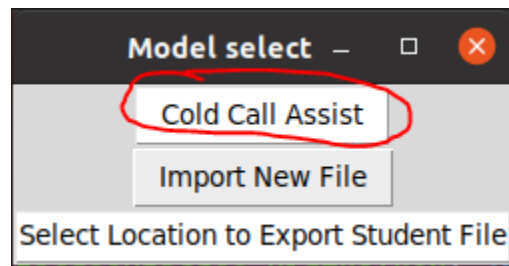 Model select
Cold Call Assist
Import New File
Select Location to Export Student File